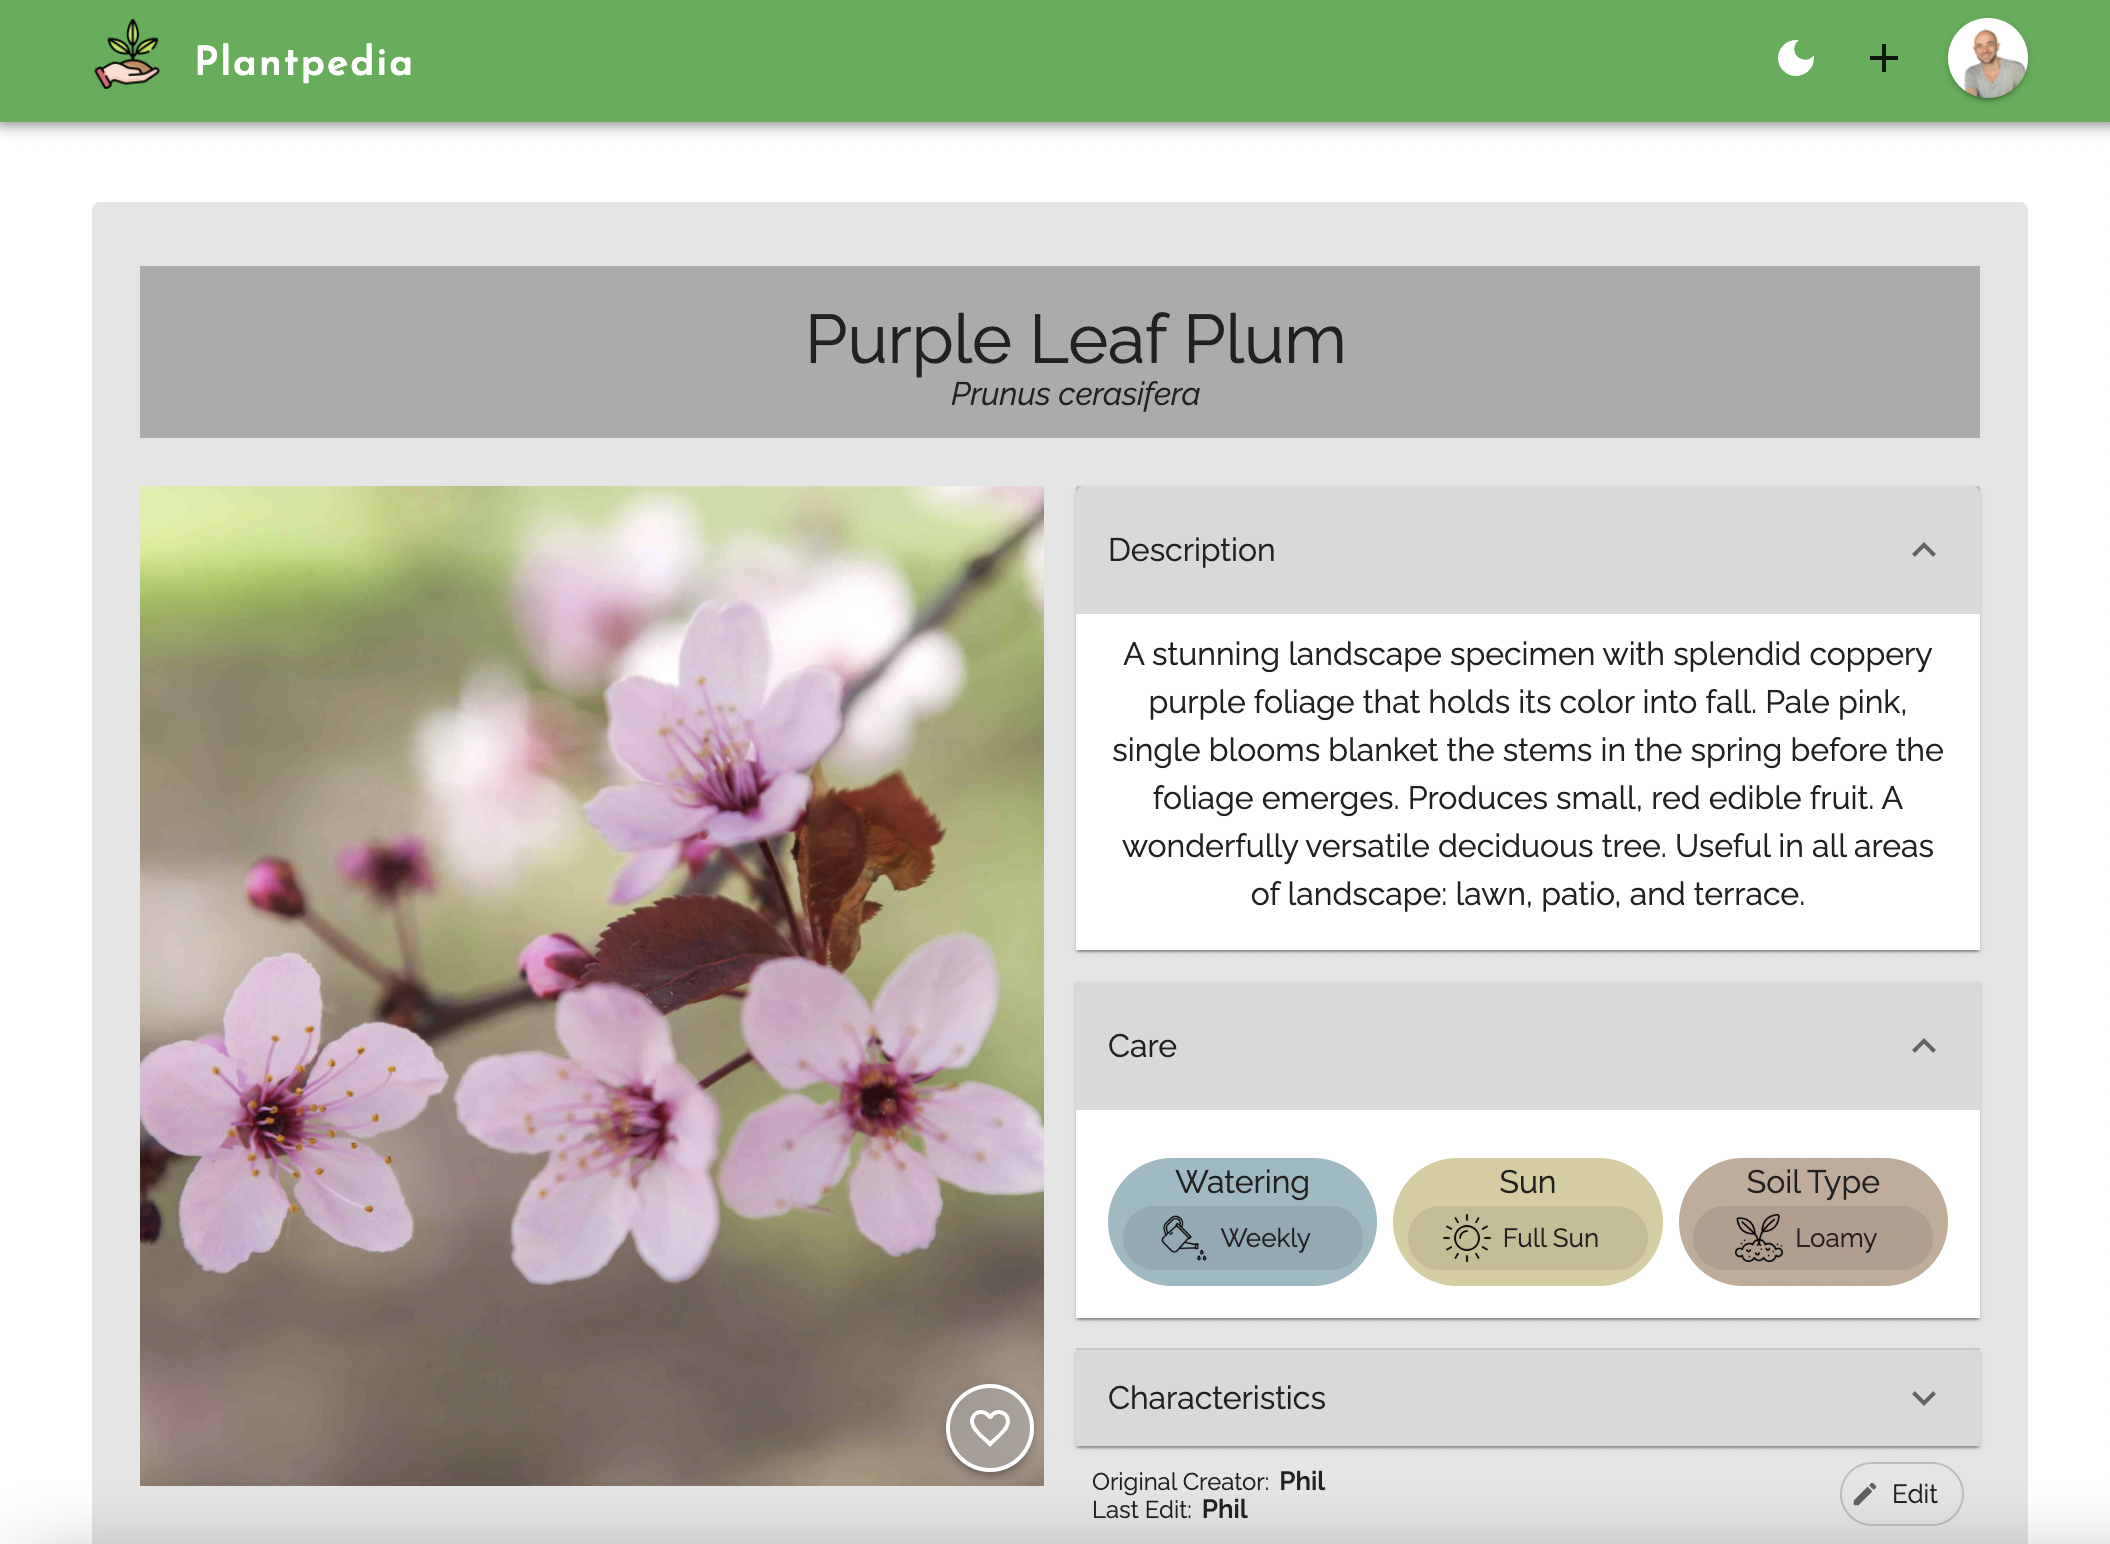 Plantpedia
Purple Leaf Plum
Prunus cerasifera
Description
A stunning landscape specimen with splendid coppery
purple foliage that holds its color into fall. Pale pink,
single blooms blanket the stems in the spring before the
foliage emerges. Produces small, red edible fruit. A
wonderfully versatile deciduous tree. Useful in all areas
of landscape: lawn, patio, and terrace.
Care
Watering
Weekly
Sun
Full Sun
Soil Type
Loamy
Characteristics
Original Creator: Phil
Last Edit: Phil
Edit